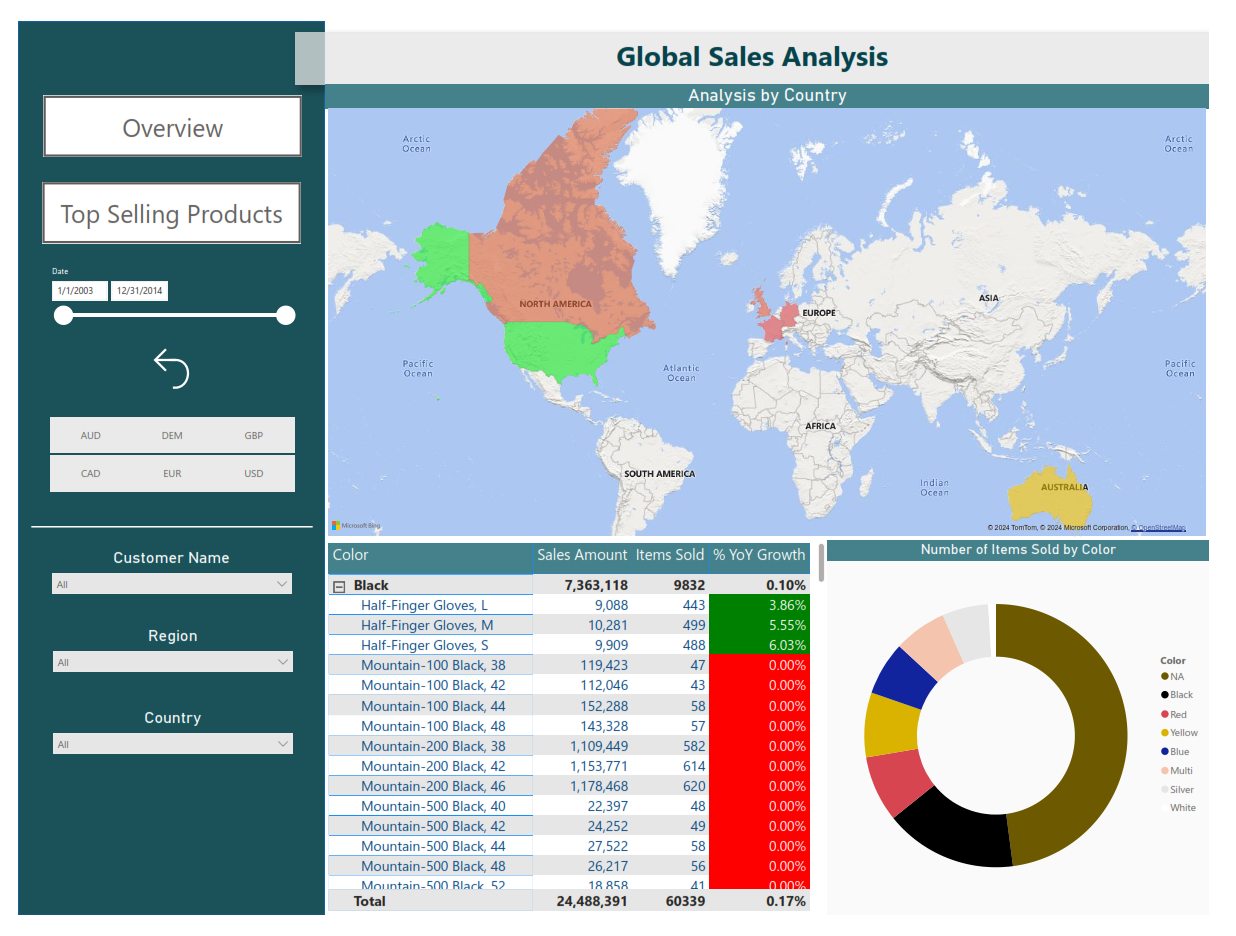 Global Sales Analysis
Overview
Top Selling Products
Date
1/1/2003 12/31/2014
AUD DEM GBP
CAD EUR USD
Customer Name
All
Region
All
Country
All
Analysis by Country
Arctic
Ocean
Arctic
Ocean
NORTH AMERICA
EUROPE
ASIA
Pacific
Ocean
Atlantic
Ocean
Pacific
Ocean
AFRICA
SOUTH AMERICA
Indian
Ocean
AUSTRALIA
Microsoft Bing
© 2024 TomTom, © 2024 Microsoft Corporation, © OpenStreetMap
Color Sales Amount Items Sold % YoY Growth
Black 7,363,118 9832 0.10%
Half-Finger Gloves, L 9,088 443 3.86%
Half-Finger Gloves, M 10,281 499 5.55%
Half-Finger Gloves, S 9,909 488 6.03%
Mountain-100 Black, 38 119,423 47 0.00%
Mountain-100 Black, 42 112,046 43 0.00%
Mountain-100 Black, 44 152,288 58 0.00%
Mountain-100 Black, 48 143,328 57 0.00%
Mountain-200 Black, 38 1,109,449 582 0.00%
Mountain-200 Black, 42 1,153,771 614 0.00%
Mountain-200 Black, 46 1,178,468 620 0.00%
Mountain-500 Black, 40 22,397 48 0.00%
Mountain-500 Black, 42 24,252 49 0.00%
Mountain-500 Black, 44 27,522 58 0.00%
Mountain-500 Black, 48 26,217 56 0.00%
Mountain-500 Black, 52 18,858 41 0.00%
Total 24,488,391 60339 0.17%
Number of Items Sold by Color
Color
NA
Black
Red
Yellow
Blue
Multi
Silver
White